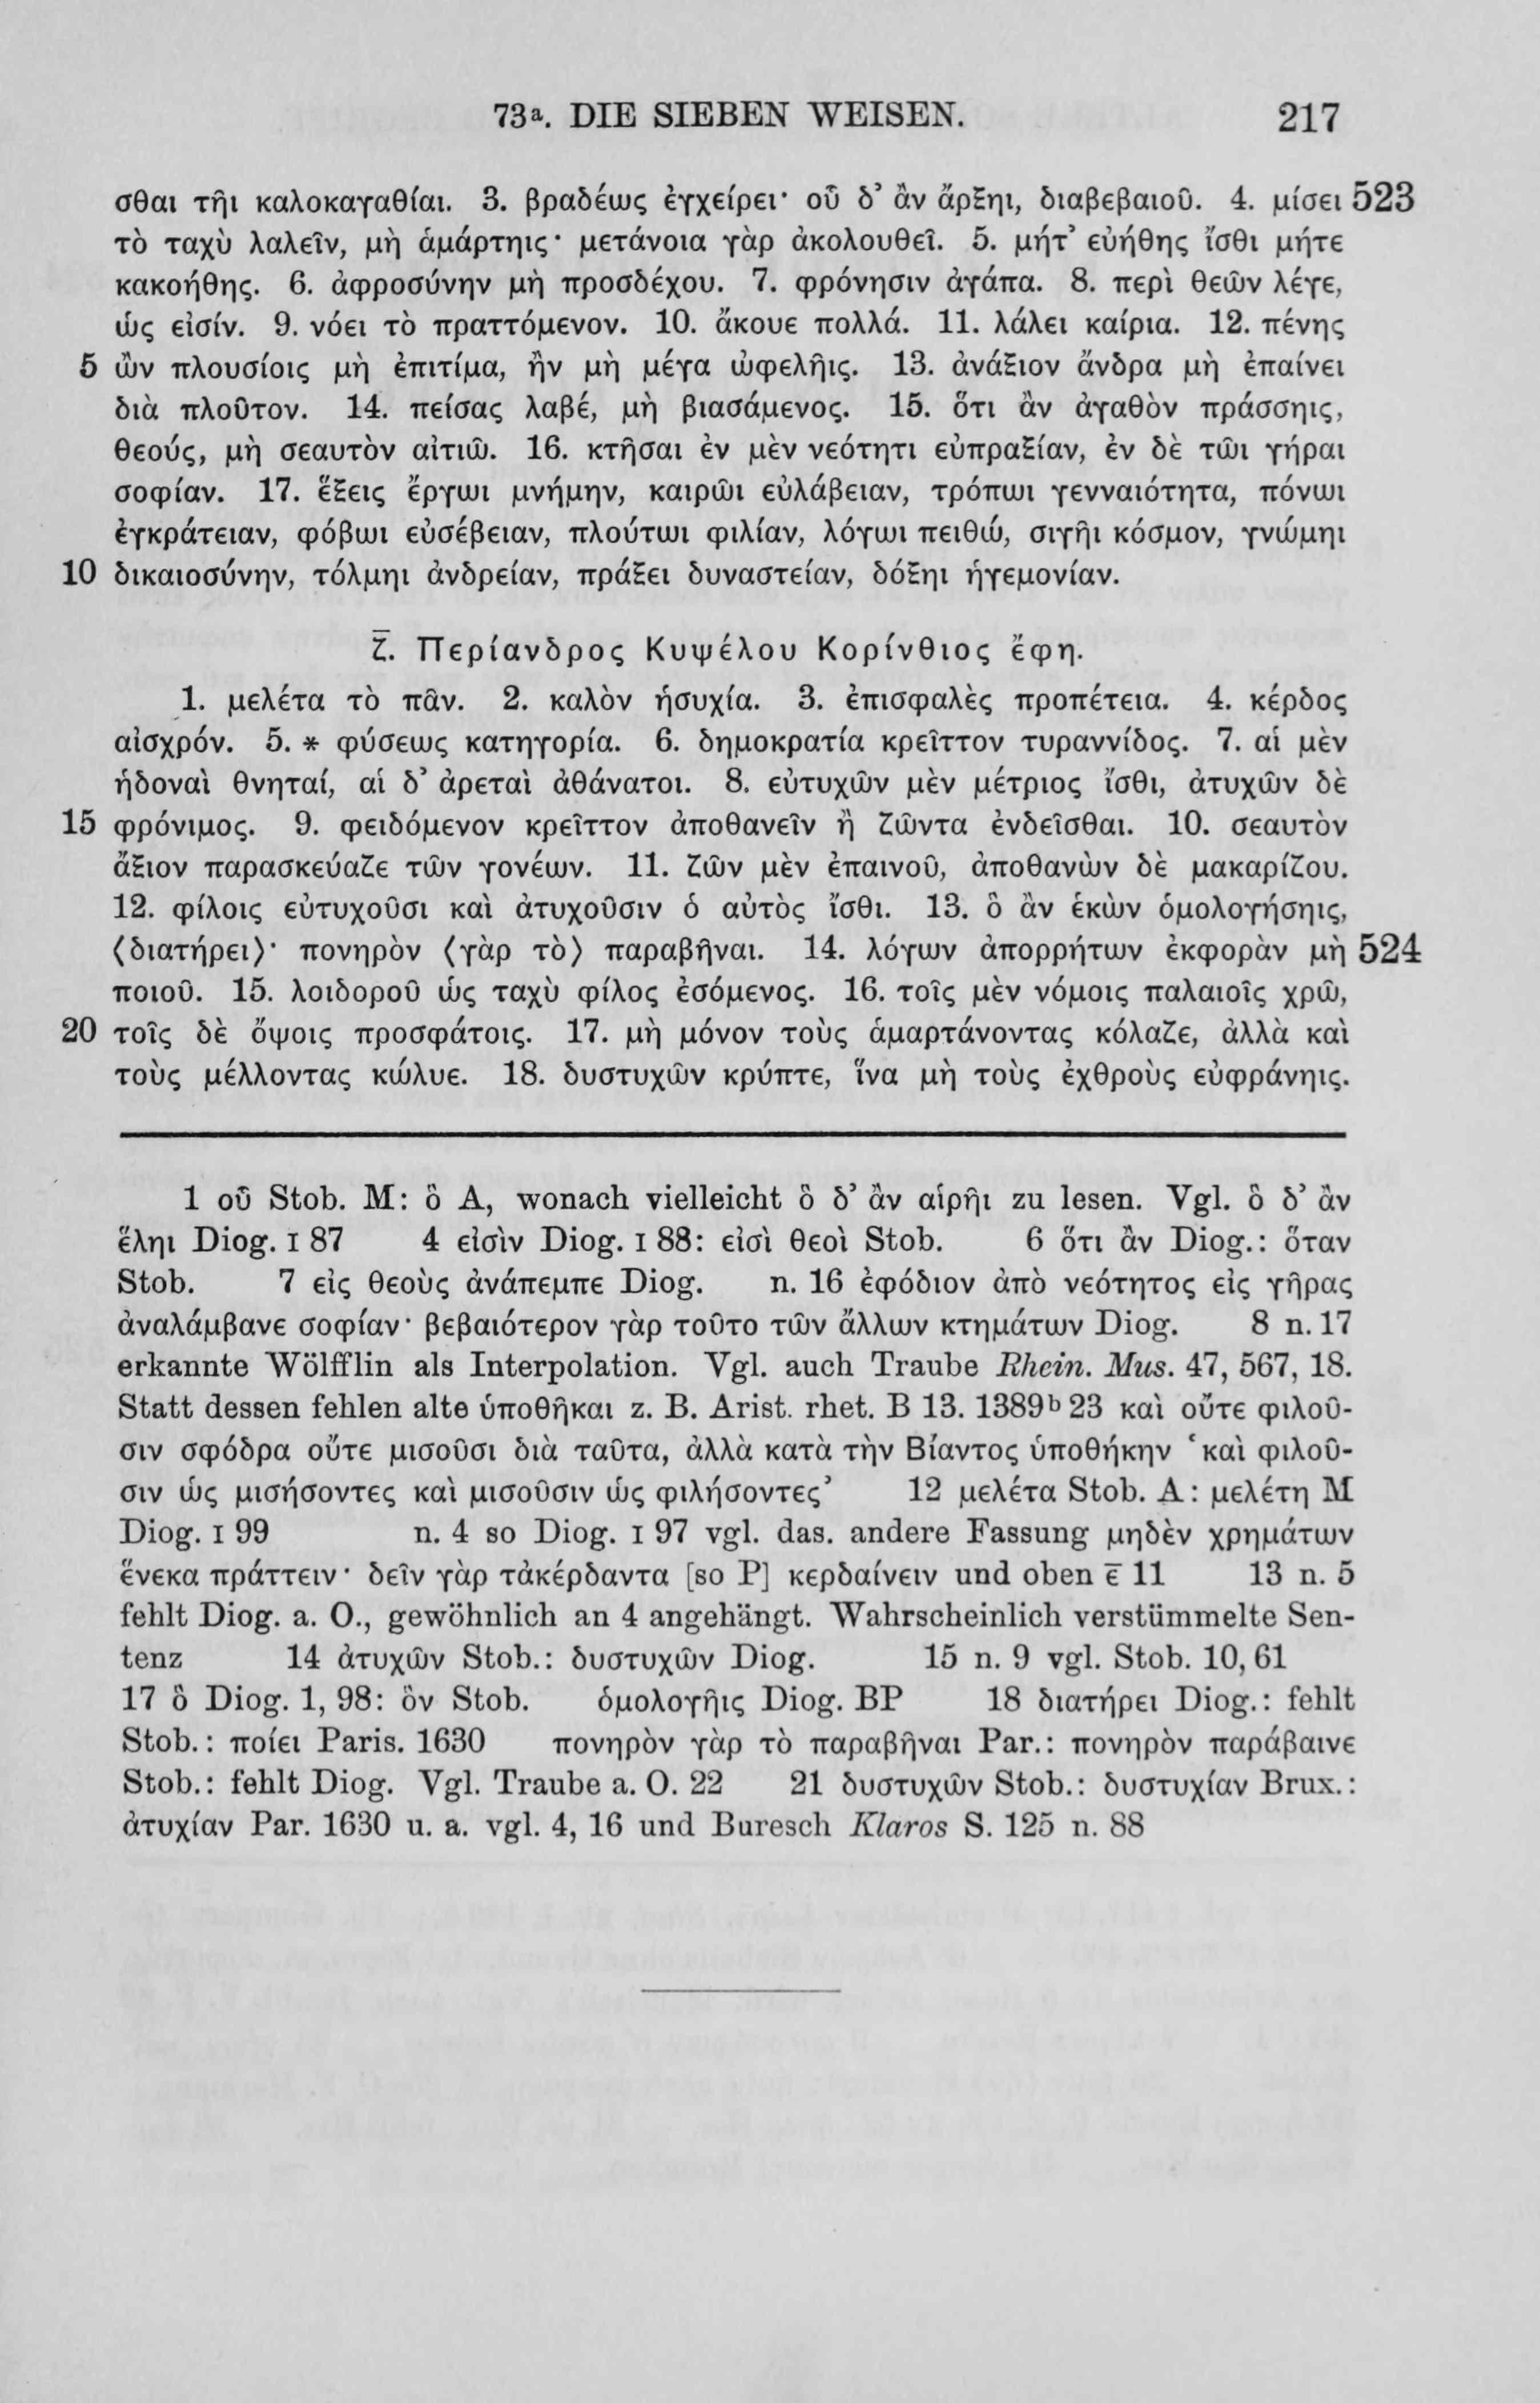 73a. DIE SIEBEN WEISEN. 217
σθαι τῆι καλοκαγαθίαι. 3. βραδέως ἐγχείρει· οὗ δ’ ἂν ἄρξηι, διαβεβαιοῦ. 4. μίσει 523
τὸ ταχὺ λαλεῖν, μὴ ἁμάρτηις· μετάνοια γὰρ ἀκολουθεῖ. 5. μήτ’ εὐήθης ἴσθι μήτε
κακοήθης. 6. ἀφροσύνην μὴ προσδέχου. 7. φρόνησιν ἀγάπα. 8. περὶ θεῶν λέγε,
ὡς εἰσίν. 9. νόει τὸ πραττόμενον. 10. ἄκουε πολλά. 11. λάλει καίρια. 12. πένης
5 ὢν πλουσίοις μὴ ἐπιτίμα, ἢν μὴ μέγα ὠφελῆις. 13. ἀνάξιον ἄνδρα μὴ ἐπαίνει
διὰ πλοῦτον. 14. πείσας λαβέ, μὴ βιασάμενος. 15. ὅτι ἂν ἀγαθὸν πράσσηις,
θεούς, μὴ σεαυτὸν αἰτιῶ. 16. κτῆσαι ἐν μὲν νεότητι εὐπραξίαν, ἐν δὲ τῶι γήραι
σοφίαν. 17. ἕξεις ἔργωι μνήμην, καιρῶι εὐλάβειαν, τρόπωι γενναιότητα, πόνωι
ἐγκράτειαν, φόβωι εὐσέβειαν, πλούτωι φιλίαν, λόγωι πειθώ, σιγῆι κόσμον, γνώμηι
10 δικαιοσύνην, τόλμηι ἀνδρείαν, πράξει δυναστείαν, δόξηι ἡγεμονίαν.
ζ̄. Περίανδρος Κυψέλου Κορίνθιος ἔφη.
1. μελέτα τὸ πᾶν. 2. καλὸν ἡσυχία. 3. ἐπισφαλὲς προπέτεια. 4. κέρδος
αἰσχρόν. 5. * φύσεως κατηγορία. 6. δημοκρατία κρεῖττον τυραννίδος. 7. αἱ μὲν
ἡδοναὶ θνηταί, αἱ δ’ ἀρεταὶ ἀθάνατοι. 8. εὐτυχῶν μὲν μέτριος ἴσθι, ἀτυχῶν δὲ
15 φρόνιμος. 9. φειδόμενον κρεῖττον ἀποθανεῖν ἢ ζῶντα ἐνδεῖσθαι. 10. σεαυτὸν
ἄξιον παρασκεύαζε τῶν γονέων. 11. ζῶν μὲν ἐπαινοῦ, ἀποθανὼν δὲ μακαρίζου.
12. φίλοις εὐτυχοῦσι καὶ ἀτυχοῦσιν ὁ αὐτὸς ἴσθι. 13. ὃ ἂν ἑκὼν ὁμολογήσηις,
⟨διατήρει⟩· πονηρὸν ⟨γὰρ τὸ⟩ παραβῆναι. 14. λόγων ἀπορρήτων ἐκφορὰν μὴ 524
ποιοῦ. 15. λοιδοροῦ ὡς ταχὺ φίλος ἐσόμενος. 16. τοῖς μὲν νόμοις παλαιοῖς χρῶ,
20 τοῖς δὲ ὄψοις προσφάτοις. 17. μὴ μόνον τοὺς ἁμαρτάνοντας κόλαζε, ἀλλὰ καὶ
τοὺς μέλλοντας κώλυε. 18. δυστυχῶν κρύπτε, ἵνα μὴ τοὺς ἐχθροὺς εὐφράνηις.
1 οὗ Stob. M: ὃ A, wonach vielleicht ὃ δ’ ἂν αἱρῆι zu lesen. Vgl. ὃ δ’ ἂν
ἕληι Diog. I 87 4 εἰσὶν Diog. I 88: εἰσὶ θεοὶ Stob. 6 ὅτι ἂν Diog.: ὅταν
Stob. 7 εἰς θεοὺς ἀνάπεμπε Diog. n. 16 ἐφόδιον ἀπὸ νεότητος εἰς γῆρας
ἀναλάμβανε σοφίαν· βεβαιότερον γὰρ τοῦτο τῶν ἄλλων κτημάτων Diog. 8 n. 17
erkannte Wölfflin als Interpolation. Vgl. auch Traube Rhein. Mus. 47, 567, 18.
Statt dessen fehlen alte ὑποθῆκαι z. B. Arist. rhet. B 13. 1389b 23 καὶ οὔτε φιλοῦ-
σιν σφόδρα οὔτε μισοῦσι διὰ ταῦτα, ἀλλὰ κατὰ τὴν Βίαντος ὑποθήκην ‘καὶ φιλοῦ-
σιν ὡς μισήσοντες καὶ μισοῦσιν ὡς φιλήσοντες’ 12 μελέτα Stob. A: μελέτη M
Diog. I 99 n. 4 so Diog. I 97 vgl. das. andere Fassung μηδὲν χρημάτων
ἕνεκα πράττειν· δεῖν γὰρ τἀκέρδαντα [so P] κερδαίνειν und oben ε̄ 11 13 n. 5
fehlt Diog. a. O., gewöhnlich an 4 angehängt. Wahrscheinlich verstümmelte Sen-
tenz 14 ἀτυχῶν Stob.: δυστυχῶν Diog. 15 n. 9 vgl. Stob. 10, 61
17 ὃ Diog. 1, 98: ὃν Stob. ὁμολογῆις Diog. BP 18 διατήρει Diog.: fehlt
Stob.: ποίει Paris. 1630 πονηρὸν γὰρ τὸ παραβῆναι Par.: πονηρὸν παράβαινε
Stob.: fehlt Diog. Vgl. Traube a. O. 22 21 δυστυχῶν Stob.: δυστυχίαν Brux.:
ἀτυχίαν Par. 1630 u. a. vgl. 4, 16 und Buresch Klaros S. 125 n. 88